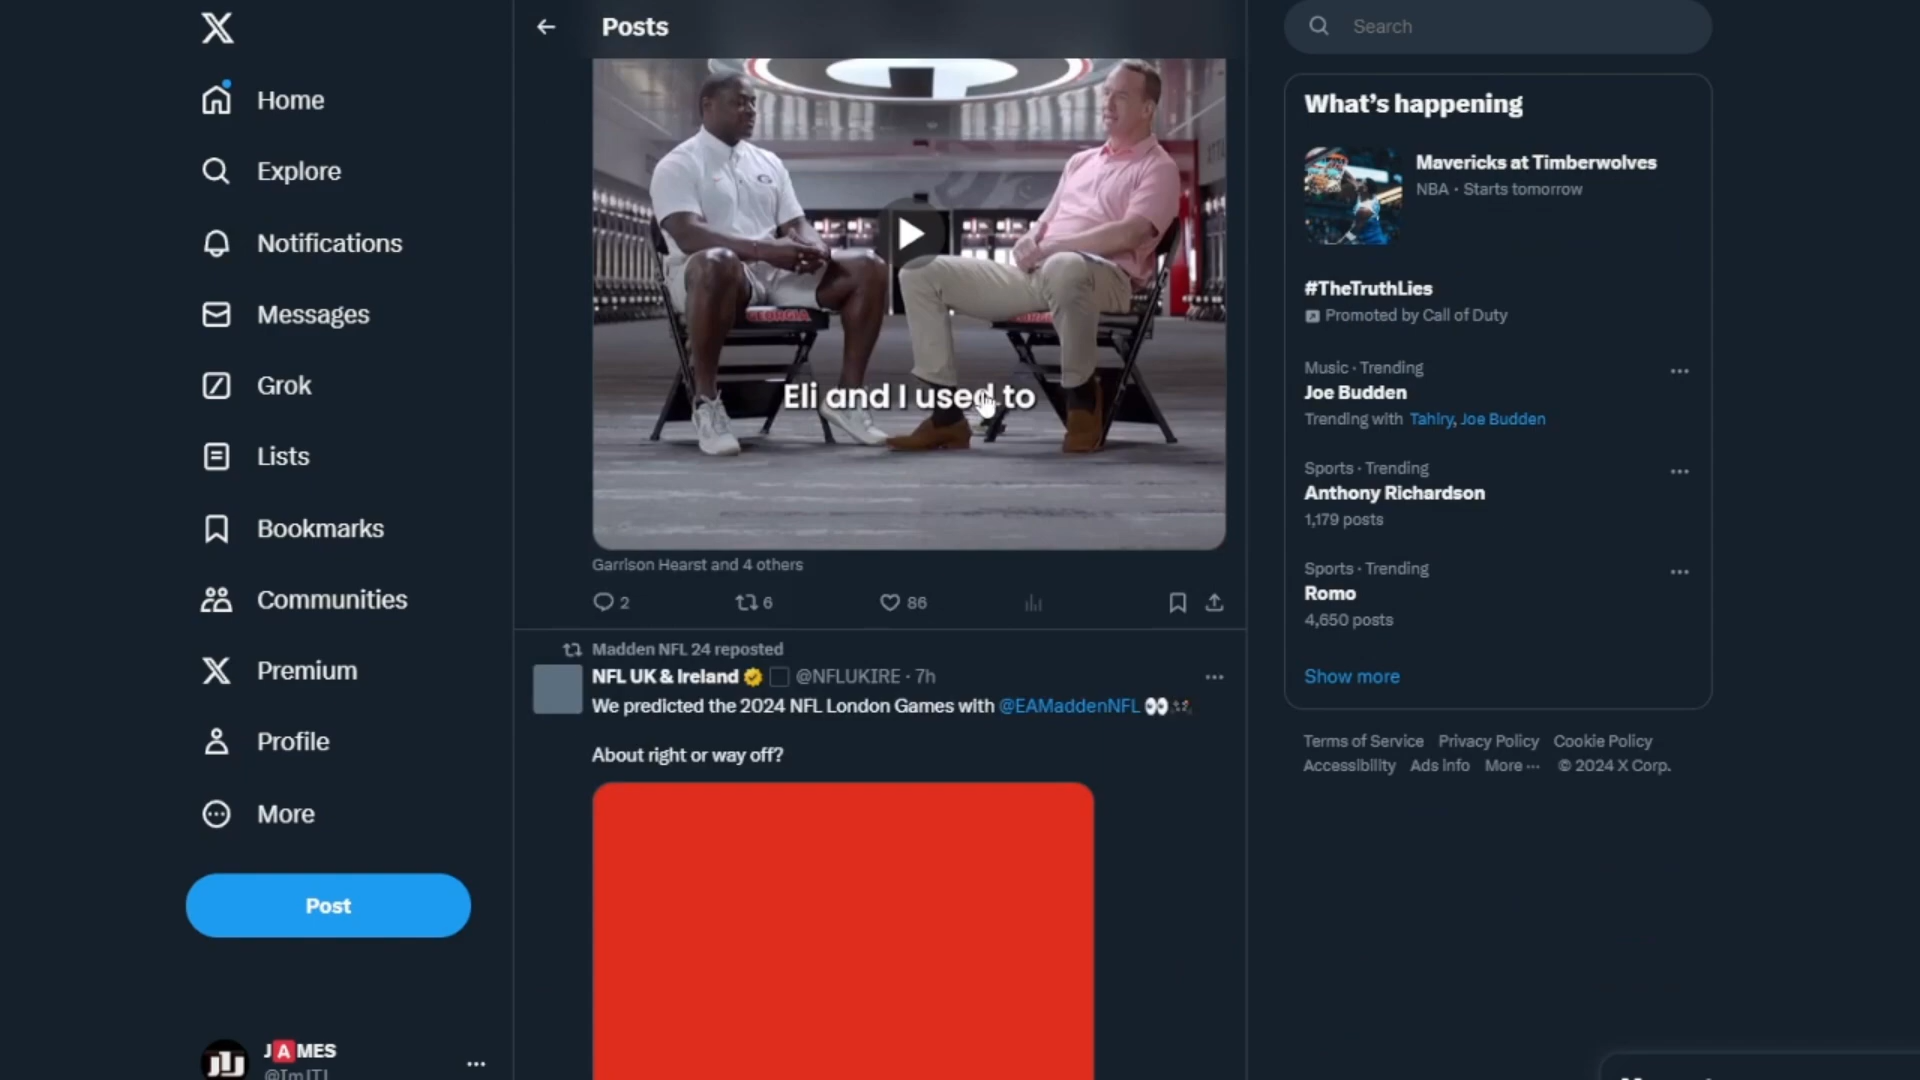 Posts
Search
Home
Explore
Notifications
Messages
Grok
Lists
Bookmarks
Communities
Premium
Profile
More
Post
JAMES
GEORGIA
Eli and I used to
Garrison Hearst and 4 others
2
6
86
Madden NFL 24 reposted
NFL UK & Ireland @NFLUKIRE · 7h
We predicted the 2024 NFL London Games with @EAMaddenNFL 👀
About right or way off?
What's happening
Mavericks at Timberwolves
NBA · Starts tomorrow
#TheTruthLies
Promoted by Call of Duty
Music · Trending
Joe Budden
Trending with Tahiry, Joe Budden
Sports · Trending
Anthony Richardson
1,179 posts
Sports · Trending
Romo
4,650 posts
Show more
Terms of Service Privacy Policy Cookie Policy
Accessibility Ads info More ··· © 2024 X Corp.